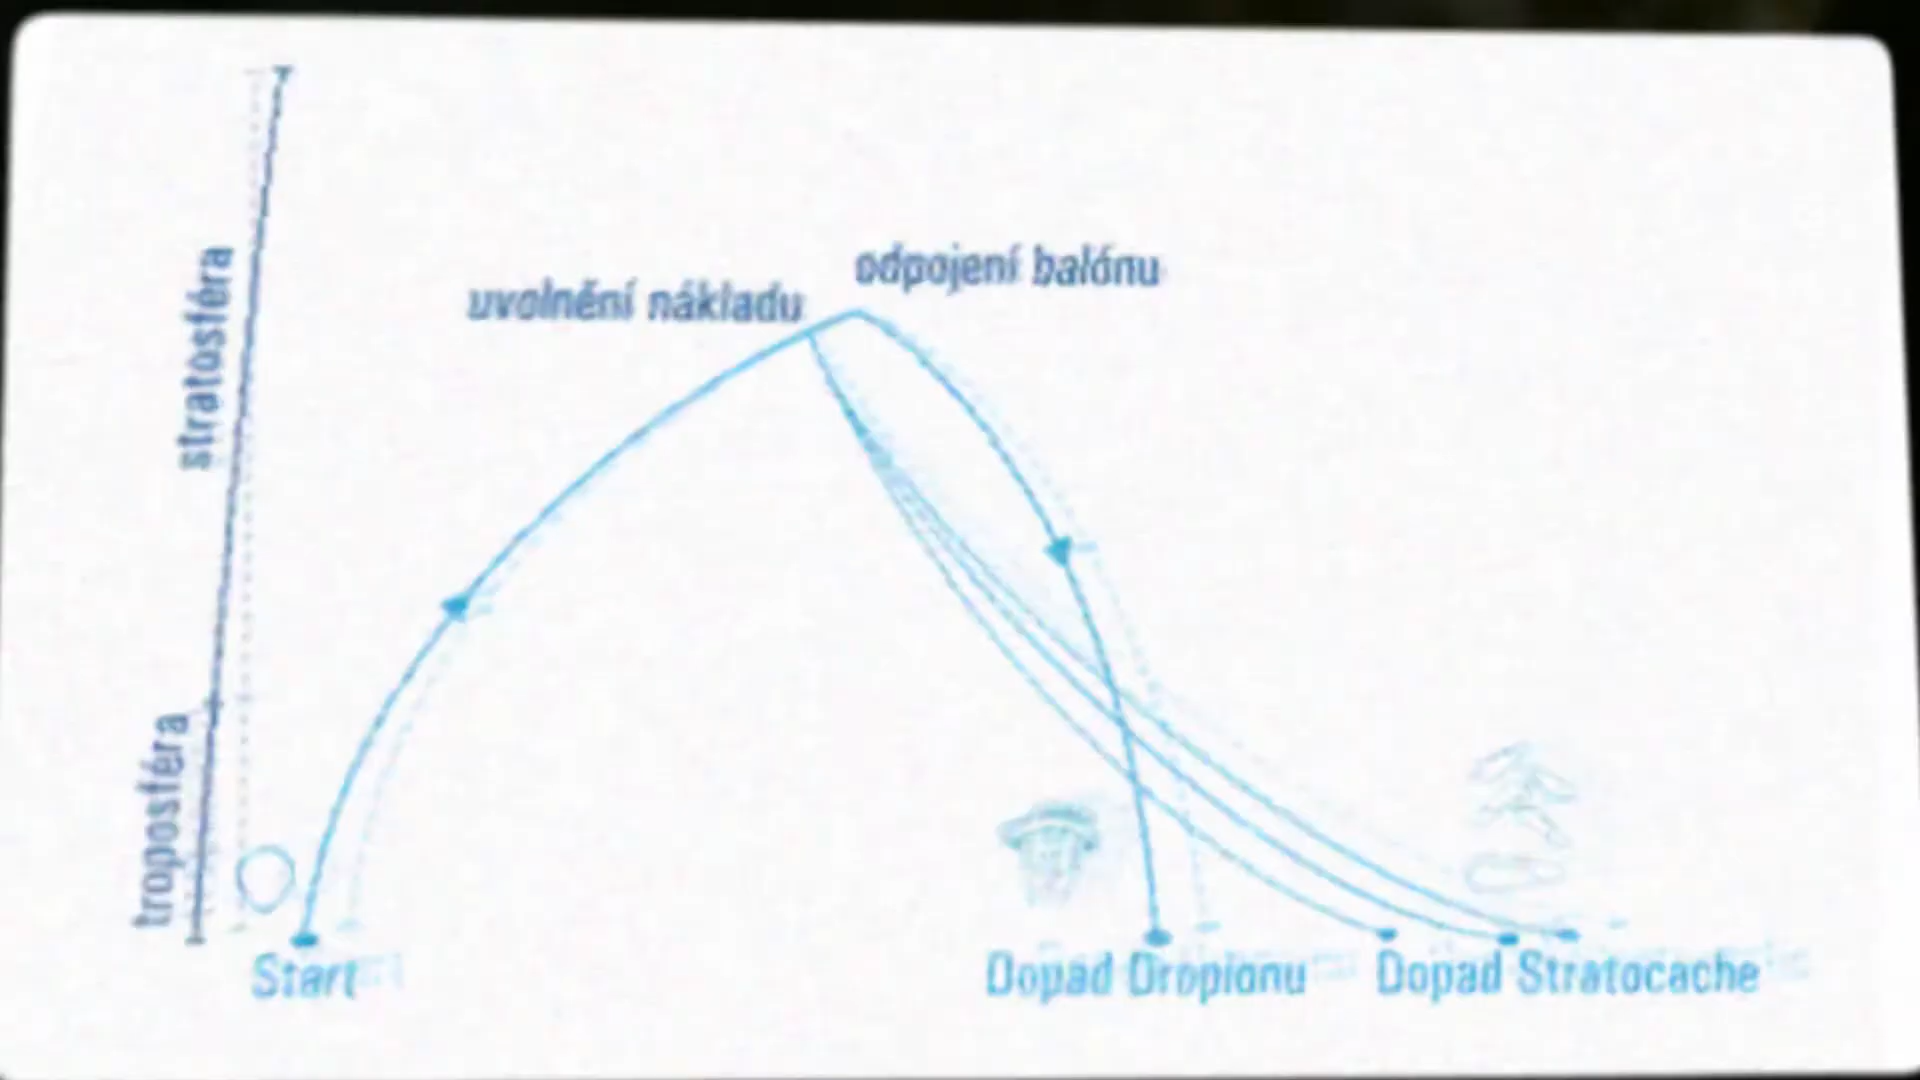 stratosféra
odpojení balónu
uvolnění nákladu
troposféra
Start
Dopad Dropionu
Dopad Stratocache